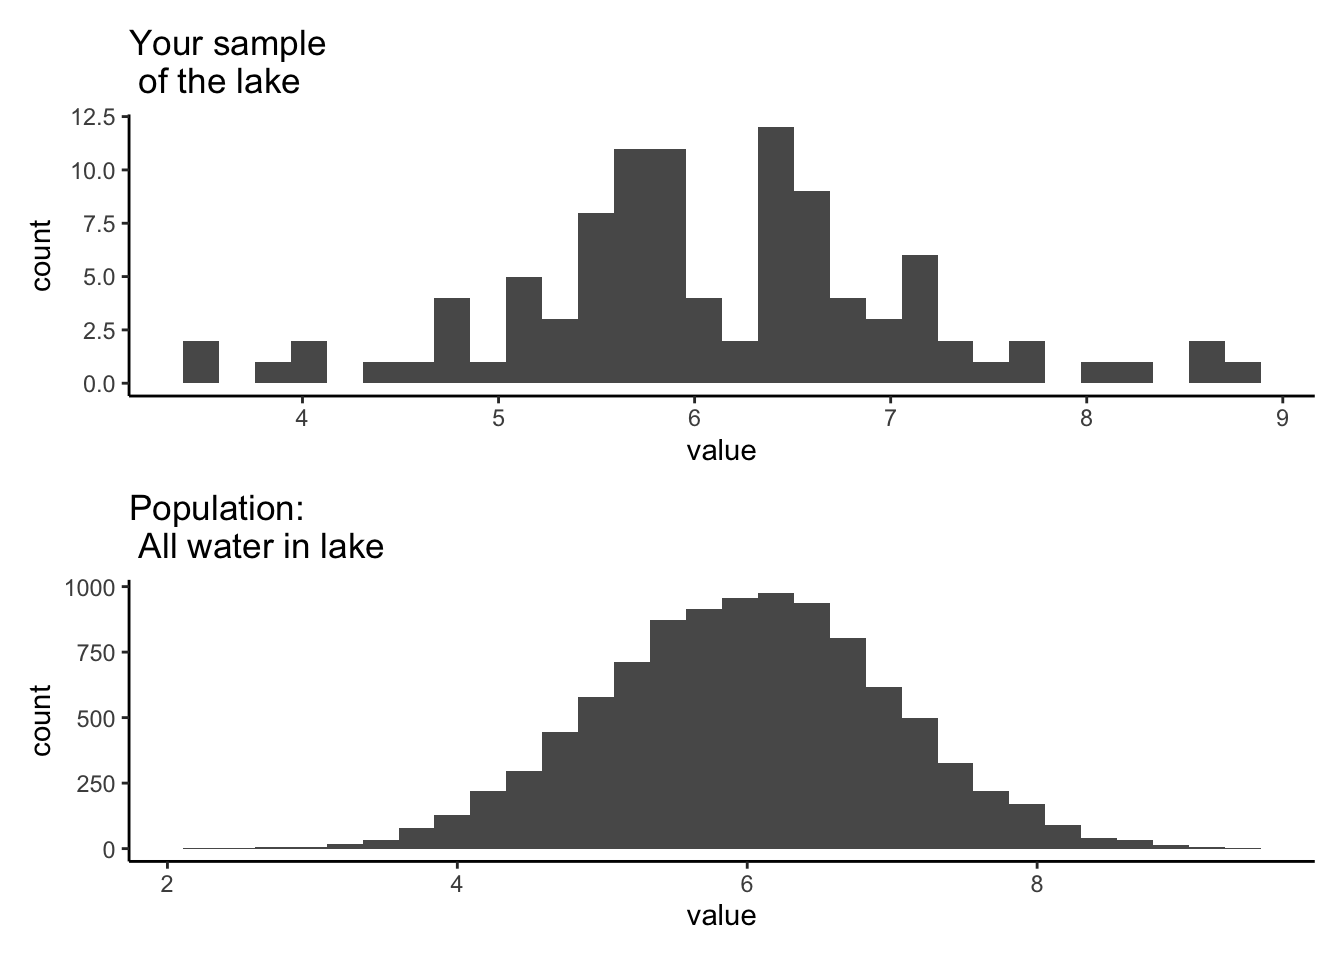 Your sample
of the lake
12.5
10.0
7.5
5.0
2.5
0.0
count
4 5 6 7 8 9
value
Population:
All water in lake
1000
750
500
250
0
count
2 4 6 8
value